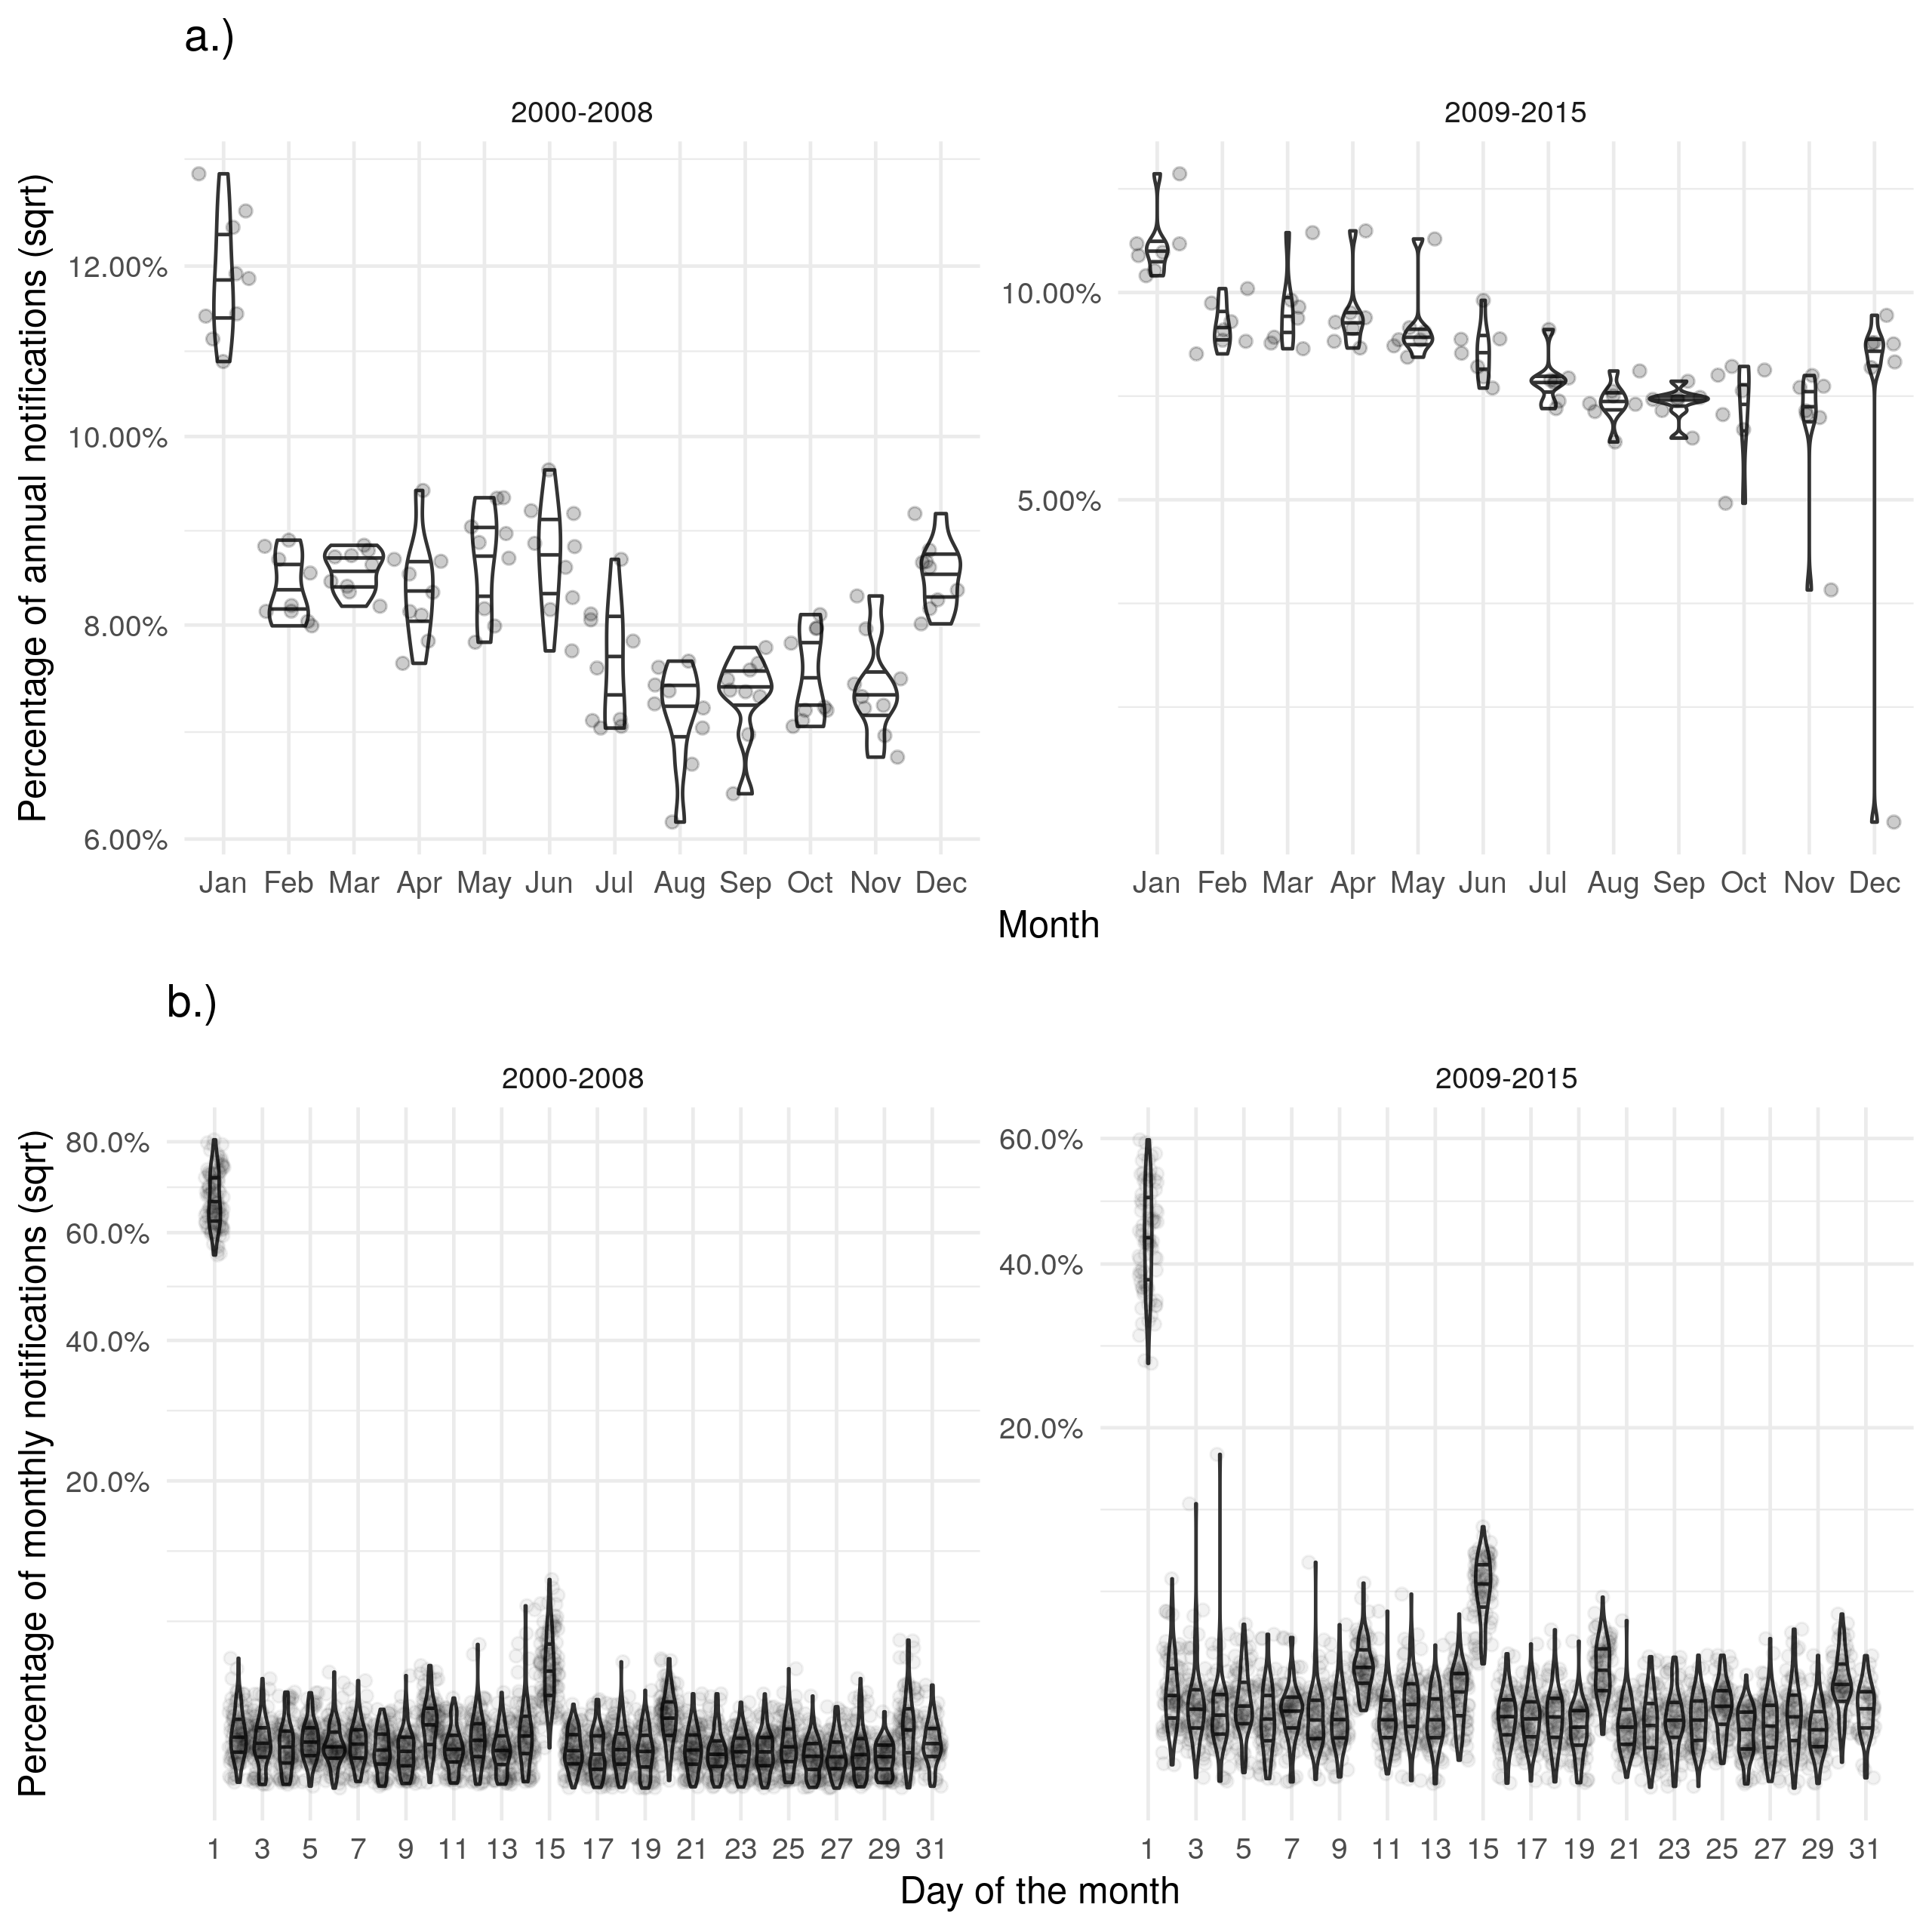 a.)
2000-2008
2009-2015
Percentage of annual notifications (sqrt)
12.00%
10.00%
8.00%
6.00%
10.00%
5.00%
Jan Feb Mar Apr May Jun Jul Aug Sep Oct Nov Dec
Jan Feb Mar Apr May Jun Jul Aug Sep Oct Nov Dec
Month
b.)
2000-2008
2009-2015
Percentage of monthly notifications (sqrt)
80.0%
60.0%
40.0%
20.0%
60.0%
40.0%
20.0%
1 3 5 7 9 11 13 15 17 19 21 23 25 27 29 31
1 3 5 7 9 11 13 15 17 19 21 23 25 27 29 31
Day of the month